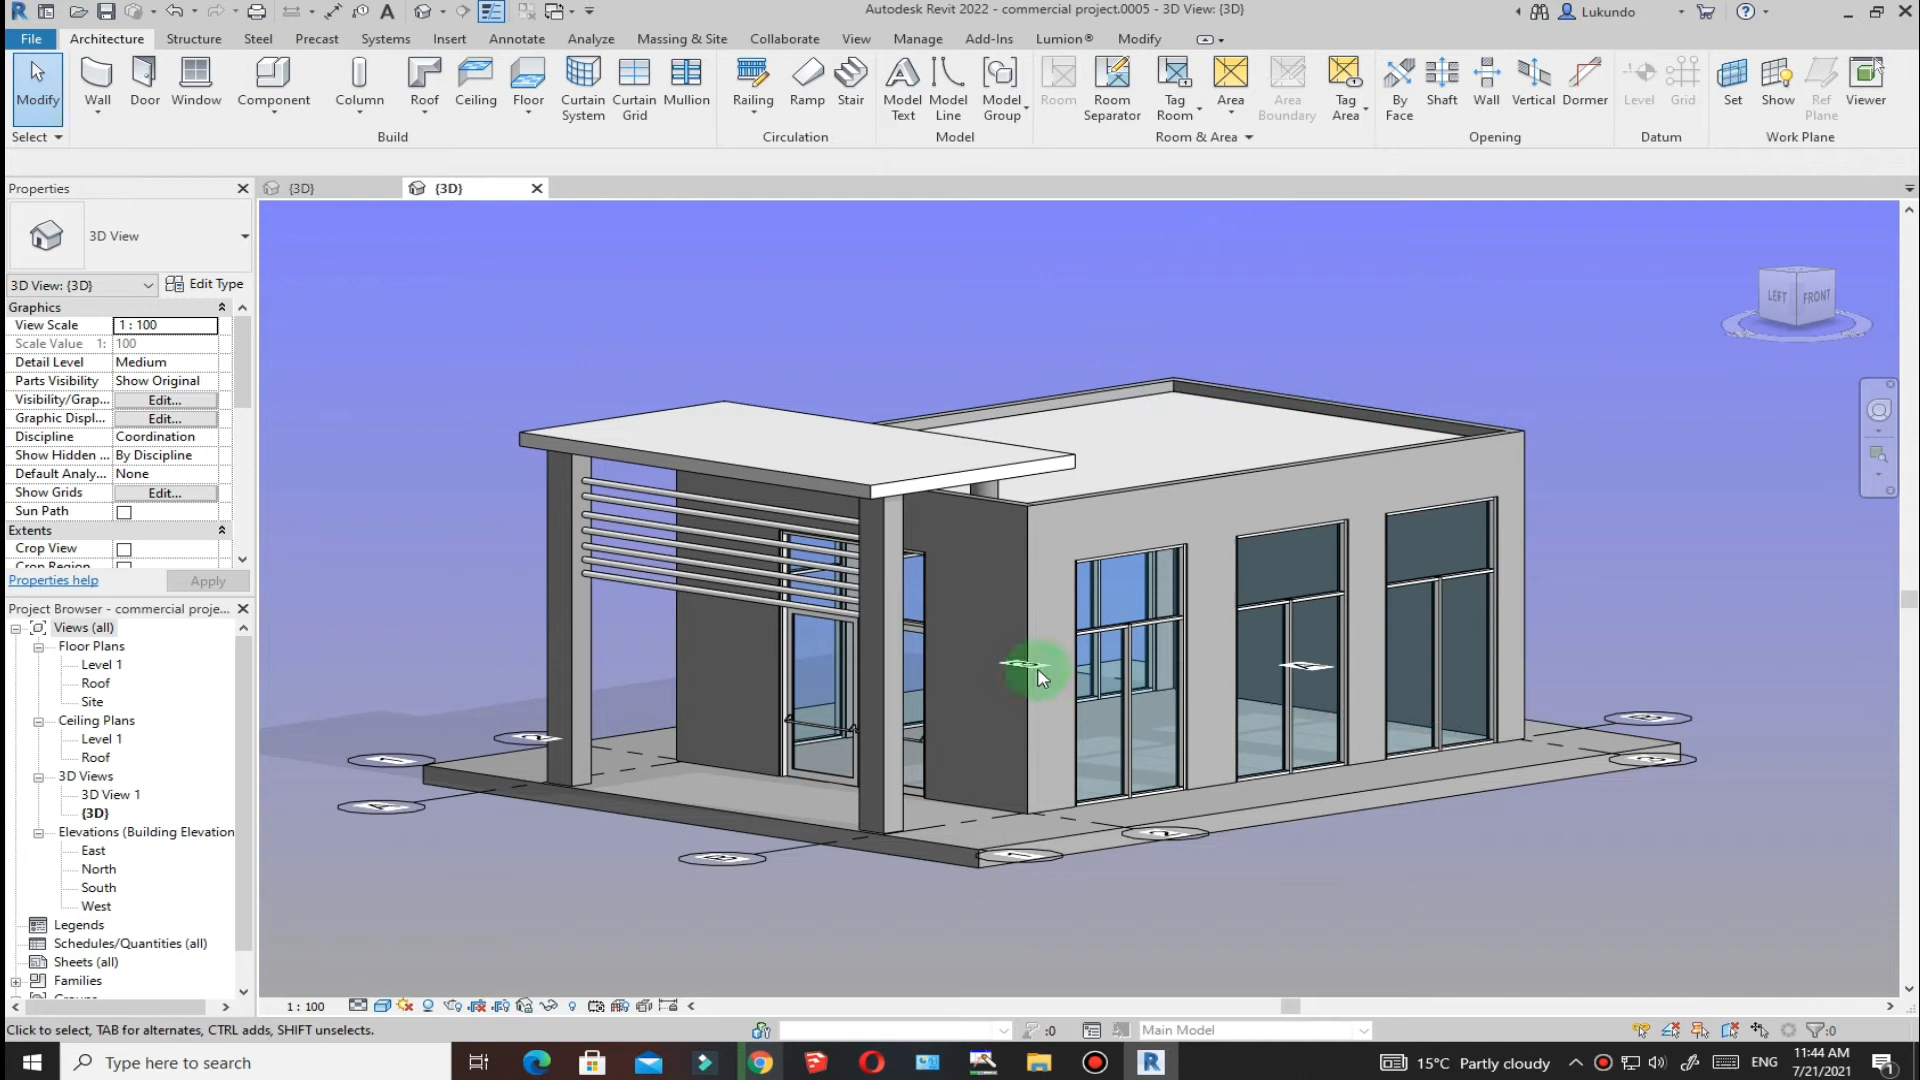 Autodesk Revit 2022 - commercial project.0005 - 3D View: {3D}
Lukundo
File Architecture Structure Steel Precast Systems Insert Annotate Analyze Massing & Site Collaborate View Manage Add-Ins Lumion® Modify
Modify Wall Door Window Component Column Roof Ceiling Floor Curtain System Curtain Grid Mullion Railing Ramp Stair Model Text Model Line Model Group Room Room Separator Tag Room Area Area Boundary Tag Area By Face Shaft Wall Vertical Dormer Level Grid Set Show Ref Plane Viewer
Select Build Circulation Model Room & Area Opening Datum Work Plane
Properties
{3D}
{3D}
3D View
3D View: {3D} Edit Type
Graphics
View Scale 1 : 100
Scale Value 1: 100
Detail Level Medium
Parts Visibility Show Original
Visibility/Grap... Edit...
Graphic Displ... Edit...
Discipline Coordination
Show Hidden ... By Discipline
Default Analy... None
Show Grids Edit...
Sun Path
Extents
Crop View
Properties help Apply
Project Browser - commercial proje...
Views (all)
Floor Plans
Level 1
Roof
Site
Ceiling Plans
Level 1
Roof
3D Views
3D View 1
{3D}
Elevations (Building Elevation
East
North
South
West
Legends
Schedules/Quantities (all)
Sheets (all)
Families
LEFT FRONT
1
2
A
B
1
2
1 : 100
Click to select, TAB for alternates, CTRL adds, SHIFT unselects.
:0
Main Model
:0
Type here to search
15°C Partly cloudy
ENG
11:44 AM
7/21/2021